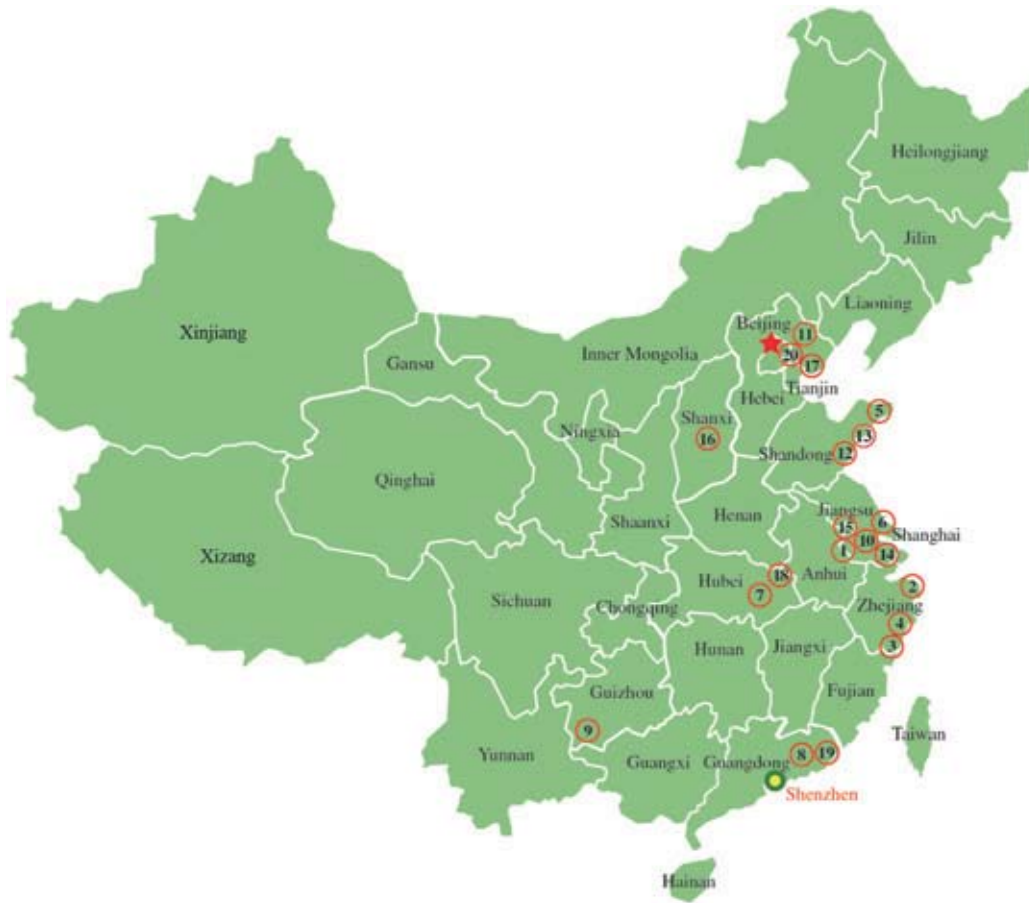 Heilongjiang
Jilin
Liaoning
Beijing
11
Xinjiang
Inner Mongolia
20
Gansu
17
Tianjin
Hebei
5
Shanxi
Ningxia
13
16
12
Shandong
Qinghai
Jiangsu
Henan
6
Shaanxi
15
Shanghai
10
1
14
Xizang
Anhui
18
Hubei
2
7
Sichuan
Chongqing
Zhejiang
4
3
Hunan
Jiangxi
Guizhou
Fujian
9
Taiwan
Yunnan
8
19
Guangxi
Guangdong
Shenzhen
Hainan